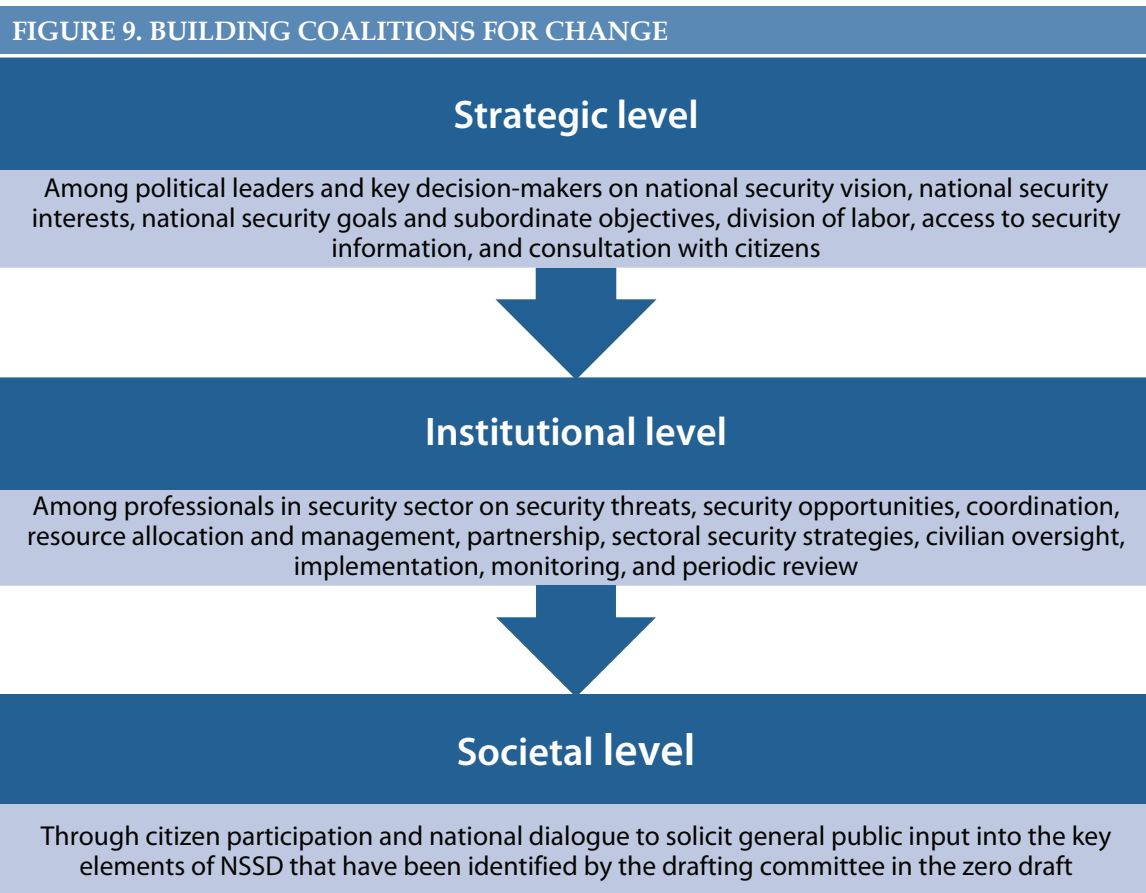 FIGURE 9. BUILDING COALITIONS FOR CHANGE
Strategic level
Among political leaders and key decision-makers on national security vision, national security
interests, national security goals and subordinate objectives, division of labor, access to security
information, and consultation with citizens
Institutional level
Among professionals in security sector on security threats, security opportunities, coordination,
resource allocation and management, partnership, sectoral security strategies, civilian oversight,
implementation, monitoring, and periodic review
Societal level
Through citizen participation and national dialogue to solicit general public input into the key
elements of NSSD that have been identified by the drafting committee in the zero draft